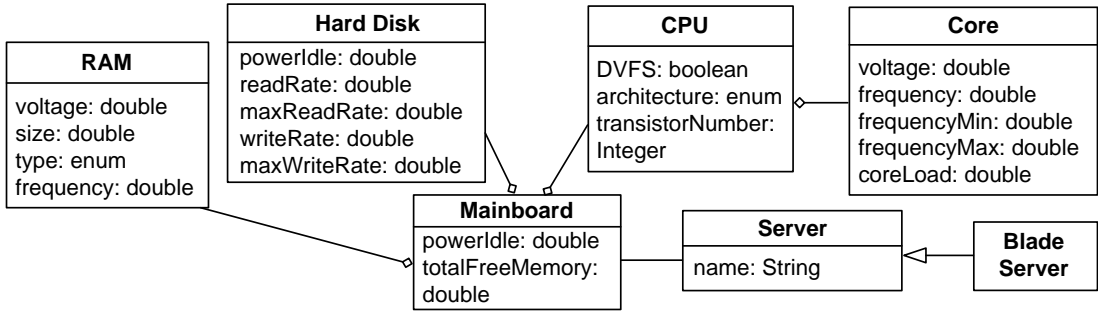 RAM
voltage: double
size: double
type: enum
frequency: double
Hard Disk
powerIdle: double
readRate: double
maxReadRate: double
writeRate: double
maxWriteRate: double
CPU
DVFS: boolean
architecture: enum
transistorNumber:
Integer
Core
voltage: double
frequency: double
frequencyMin: double
frequencyMax: double
coreLoad: double
Mainboard
powerIdle: double
totalFreeMemory:
double
Server
name: String
Blade
Server